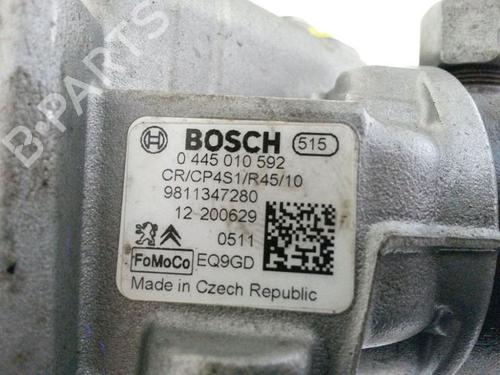 BOSCH 515
0 445 010 592
CR/CP4S1/R45/10
9811347280
12 200629
0511
FoMoCo EQ9GD
Made in Czech Republic
B-PARTS